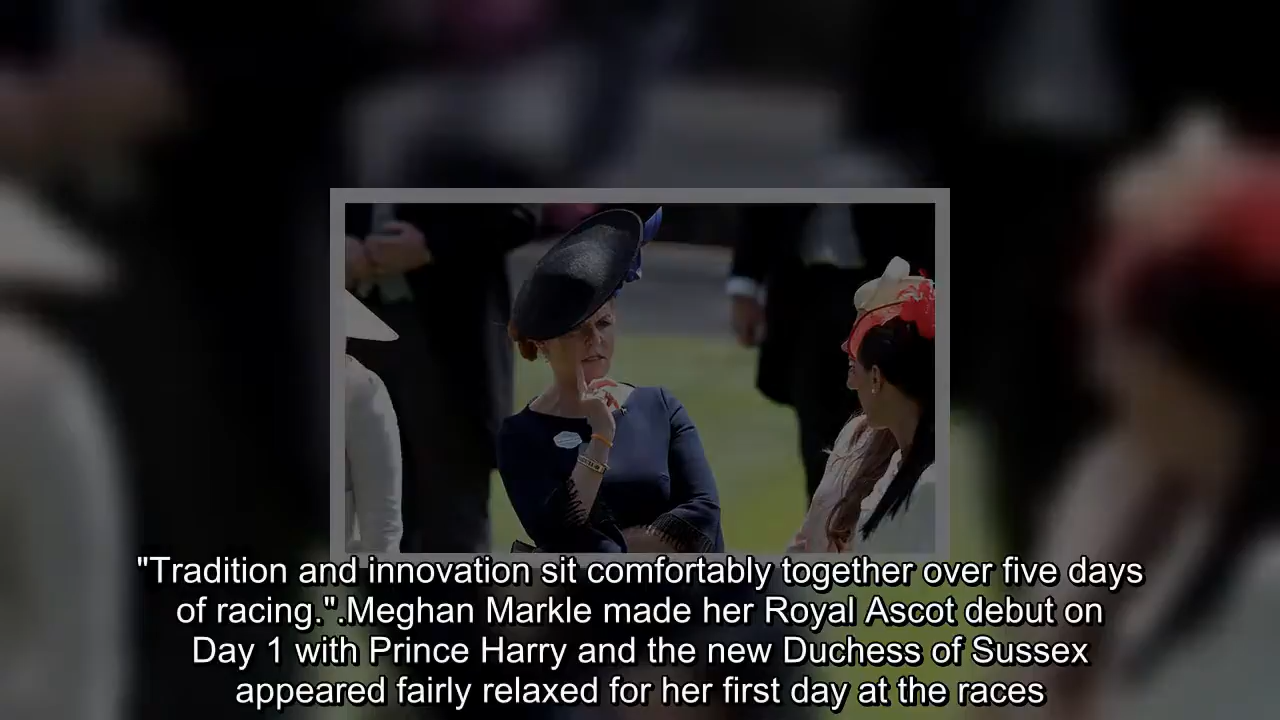 "Tradition and innovation sit comfortably together over five days
of racing.".Meghan Markle made her Royal Ascot debut on
Day 1 with Prince Harry and the new Duchess of Sussex
appeared fairly relaxed for her first day at the races